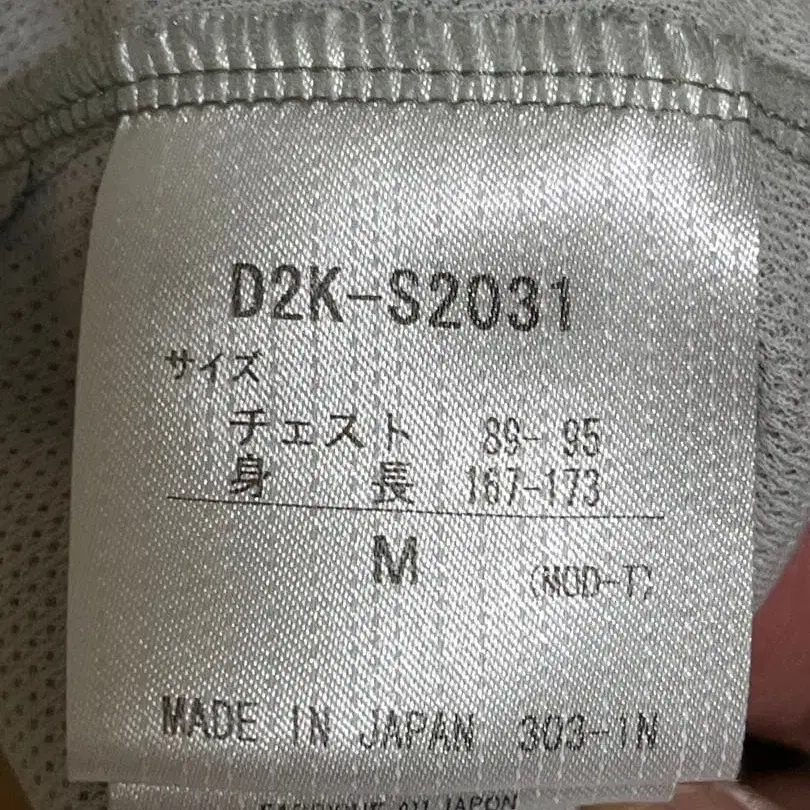 D2K-S2031
サイズ
チェスト 89- 95
身 長 167-173
M (MOD-T)
MADE IN JAPAN 303-1N
JAPAN